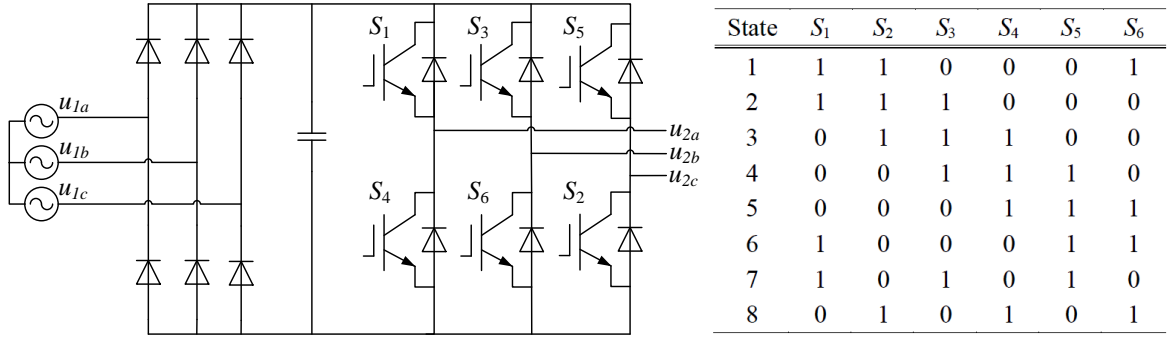 S1 S3 S5
u1a
u1b
u1c
u2a
u2b
u2c
S4 S6 S2
State S1 S2 S3 S4 S5 S6
1 1 1 0 0 0 1
2 1 1 1 0 0 0
3 0 1 1 1 0 0
4 0 0 1 1 1 0
5 0 0 0 1 1 1
6 1 0 0 0 1 1
7 1 0 1 0 1 0
8 0 1 0 1 0 1